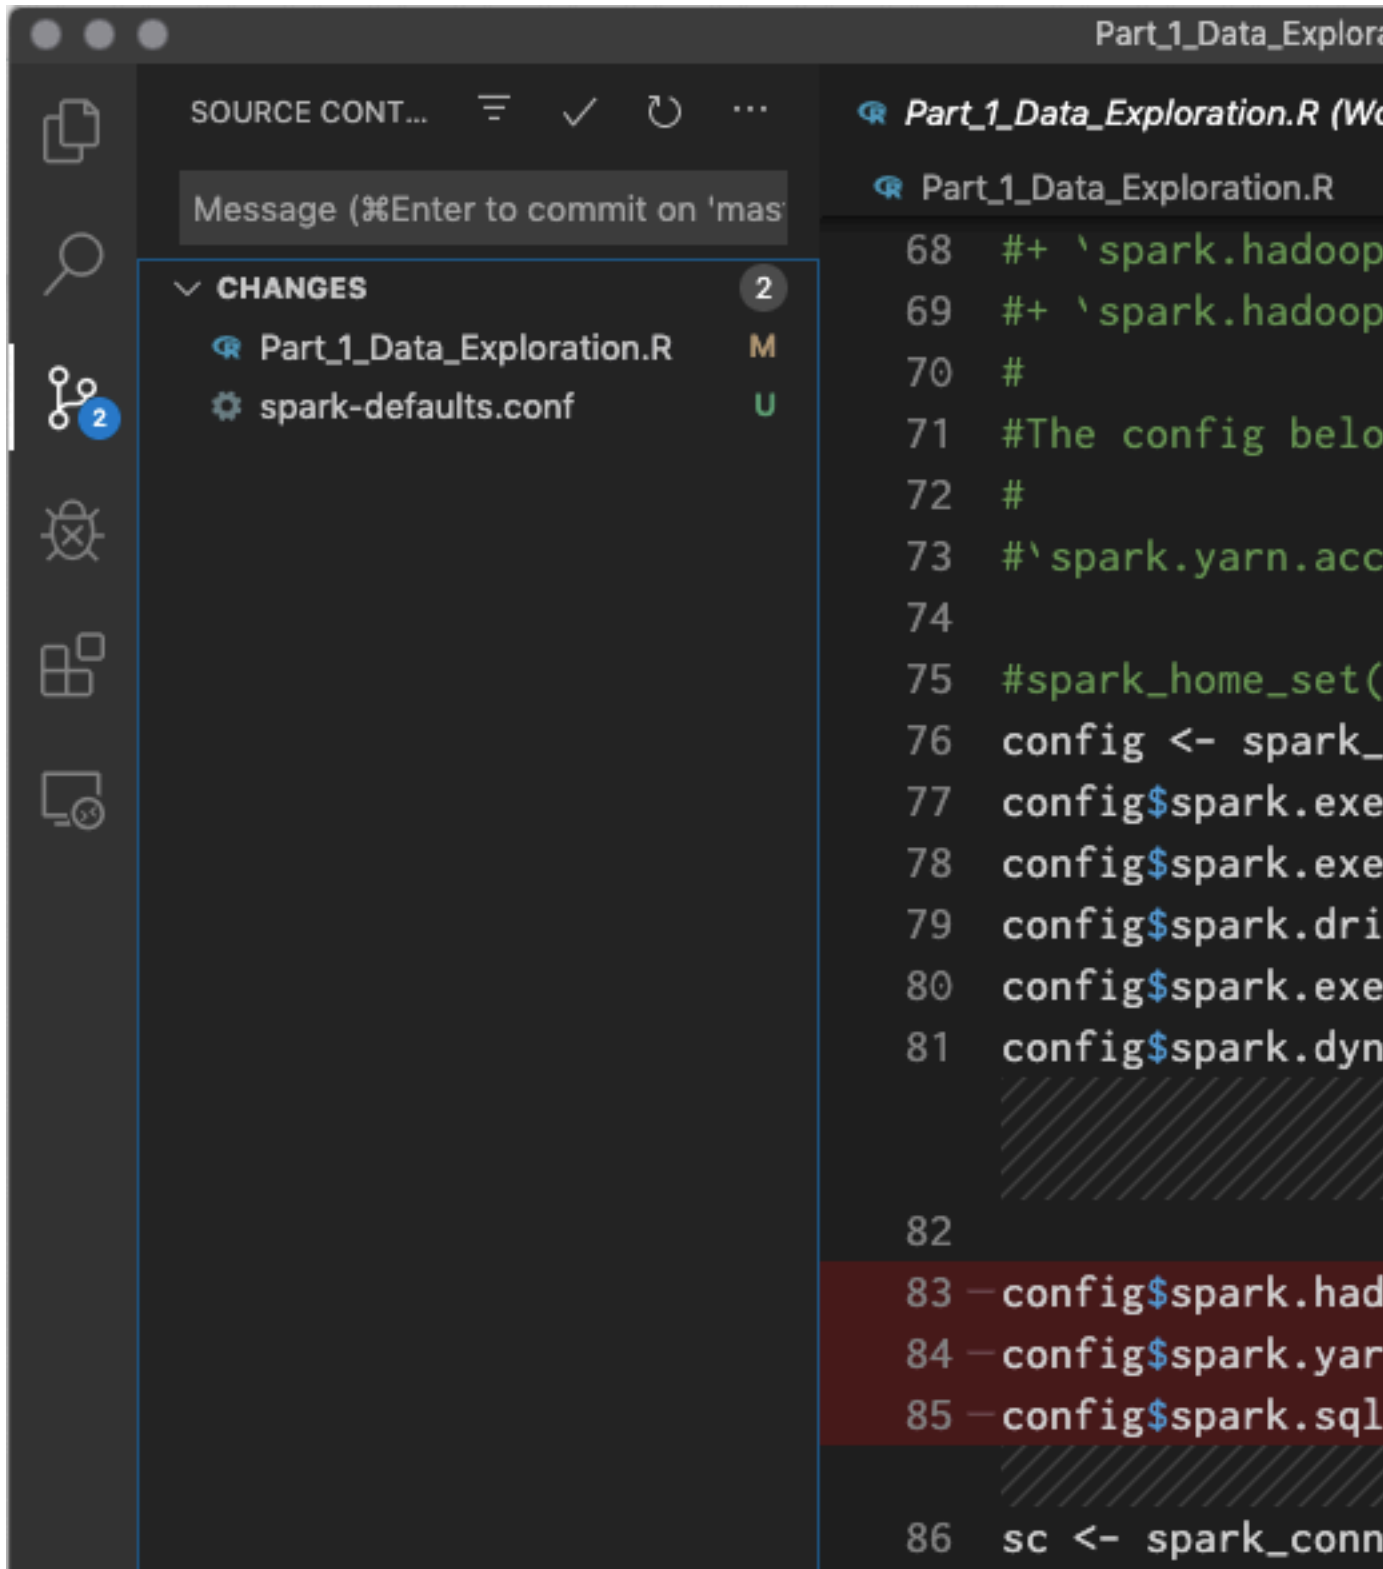 Part_1_Data_Explora
SOURCE CONT...
Message (⌘Enter to commit on 'mas
CHANGES 2
Part_1_Data_Exploration.R M
spark-defaults.conf U
2
Part_1_Data_Exploration.R (Wo
Part_1_Data_Exploration.R
68 #+ `spark.hadoop
69 #+ `spark.hadoop
70 #
71 #The config belo
72 #
73 #`spark.yarn.acc
74
75 #spark_home_set(
76 config <- spark_
77 config$spark.exe
78 config$spark.exe
79 config$spark.dri
80 config$spark.exe
81 config$spark.dyn
82
83 —config$spark.had
84 —config$spark.yar
85 —config$spark.sql
86 sc <- spark_conn